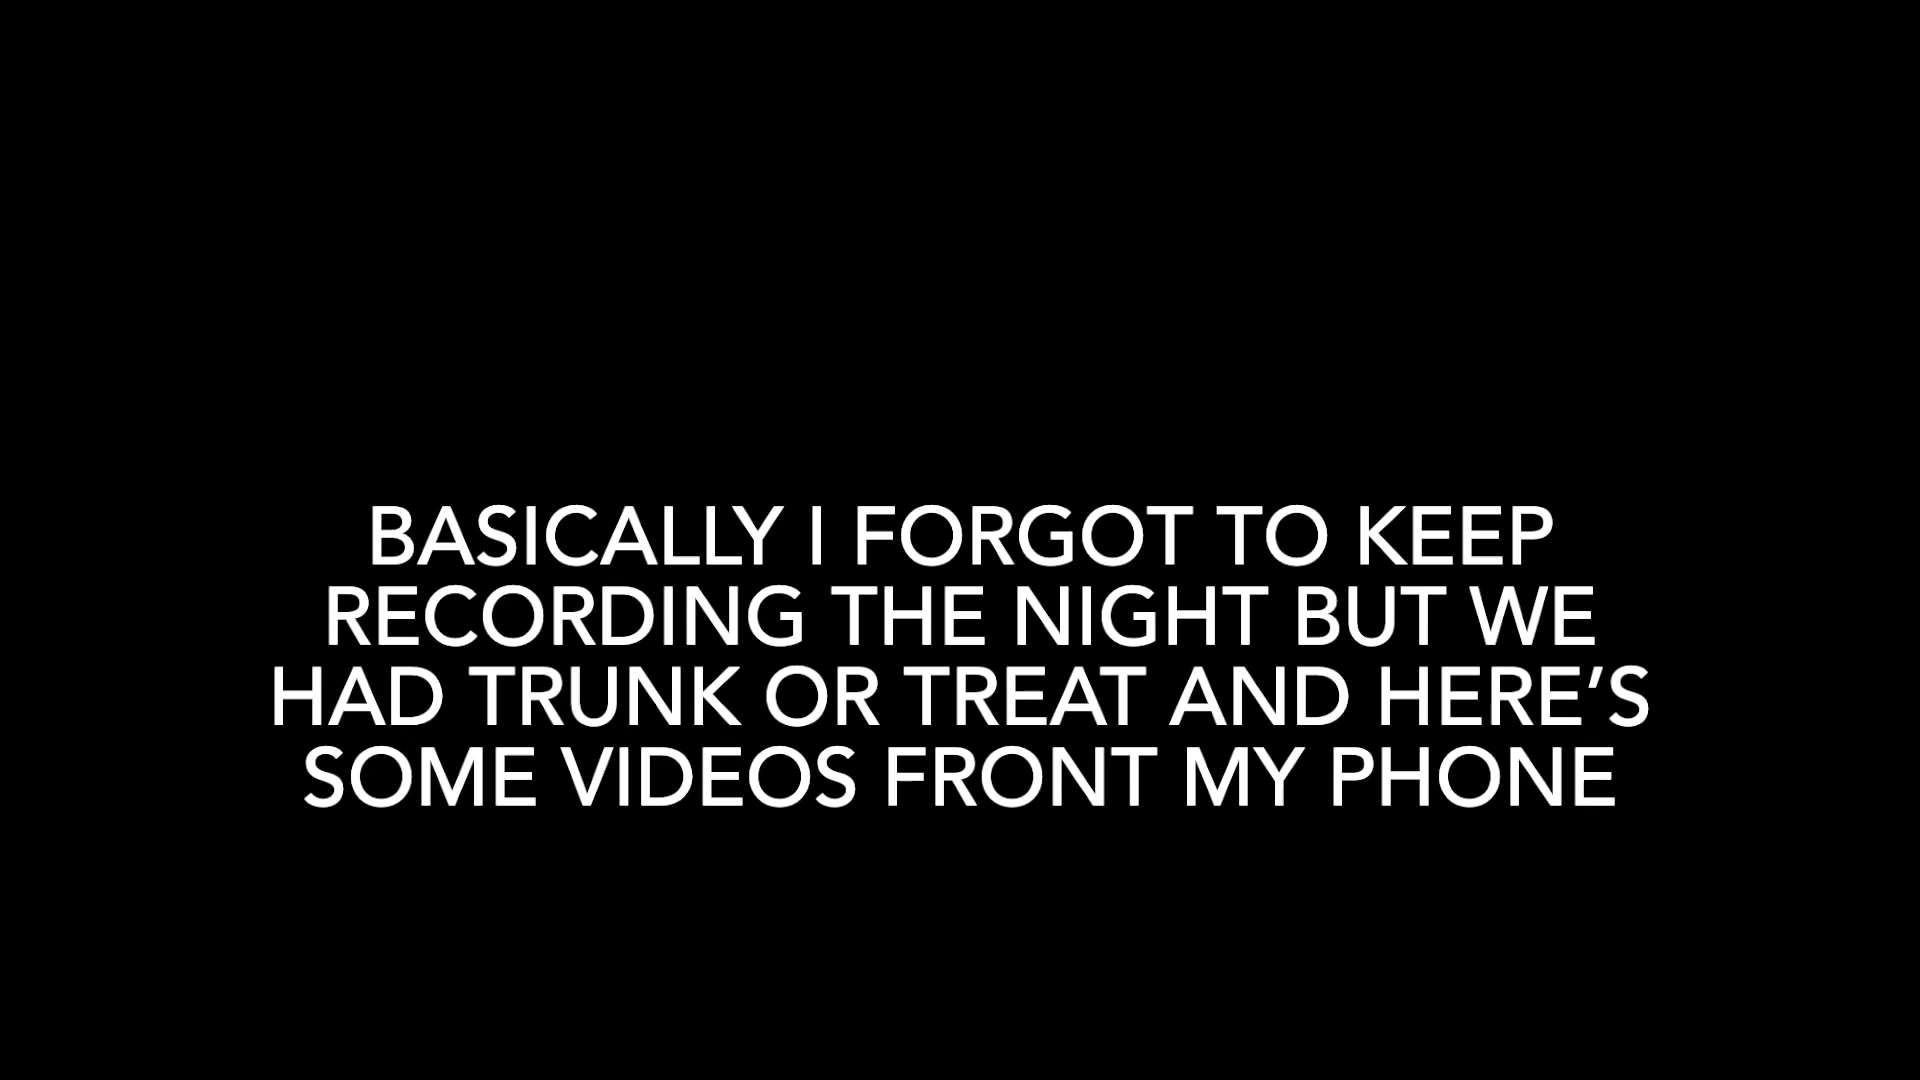 BASICALLY I FORGOT TO KEEP
RECORDING THE NIGHT BUT WE
HAD TRUNK OR TREAT AND HERE’S
SOME VIDEOS FRONT MY PHONE